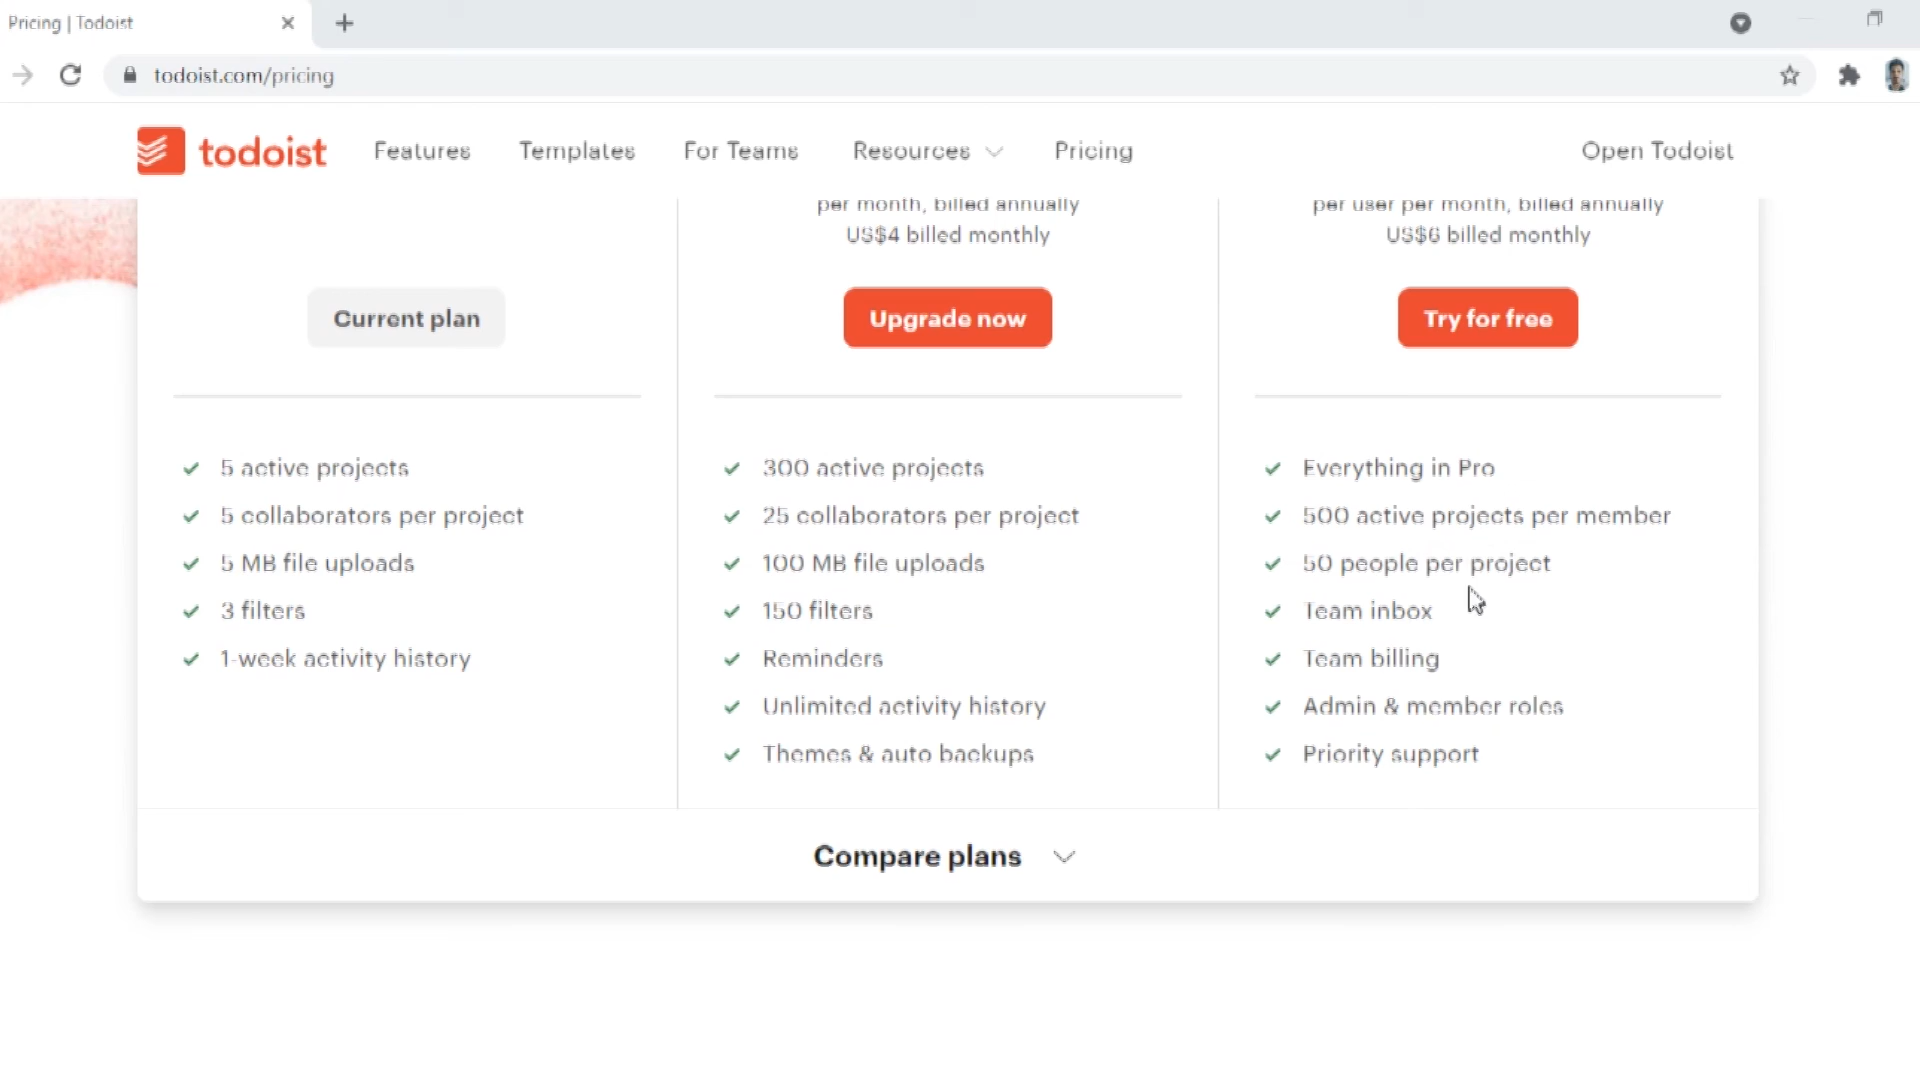 Pricing | Todoist
todoist.com/pricing
todoist
Features
Templates
For Teams
Resources
Pricing
Open Todoist
per month, billed annually
US$4 billed monthly
per user per month, billed annually
US$6 billed monthly
Current plan
Upgrade now
Try for free
5 active projects
5 collaborators per project
5 MB file uploads
3 filters
1-week activity history
300 active projects
25 collaborators per project
100 MB file uploads
150 filters
Reminders
Unlimited activity history
Themes & auto backups
Everything in Pro
500 active projects per member
50 people per project
Team inbox
Team billing
Admin & member roles
Priority support
Compare plans